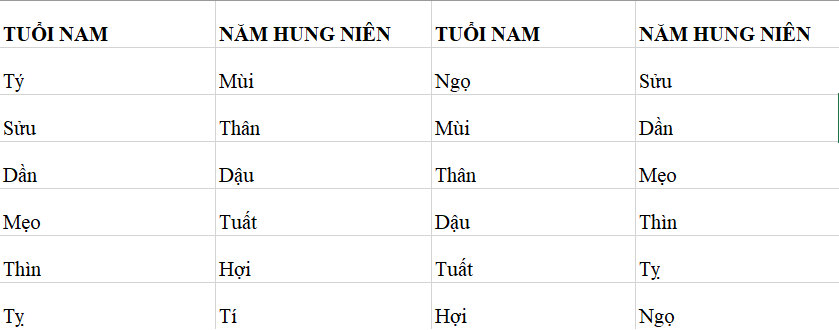 TUỔI NAM NĂM HUNG NIÊN TUỔI NAM NĂM HUNG NIÊN
Tý Mùi Ngọ Sửu
Sửu Thân Mùi Dần
Dần Dậu Thân Mẹo
Mẹo Tuất Dậu Thìn
Thìn Hợi Tuất Tỵ
Tỵ Tí Hợi Ngọ